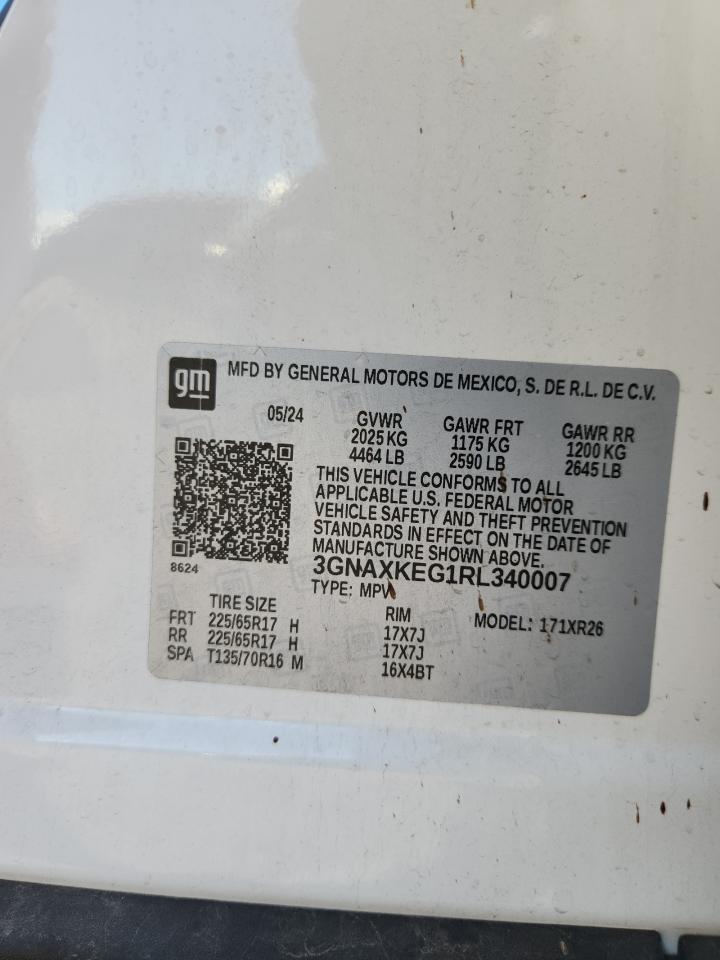 gm
MFD BY GENERAL MOTORS DE MEXICO, S. DE R.L. DE C.V.
05/24 GVWR GAWR FRT GAWR RR
2025 KG 1175 KG 1200 KG
4464 LB 2590 LB 2645 LB
THIS VEHICLE CONFORMS TO ALL
APPLICABLE U.S. FEDERAL MOTOR
VEHICLE SAFETY AND THEFT PREVENTION
STANDARDS IN EFFECT ON THE DATE OF
MANUFACTURE SHOWN ABOVE.
8624
3GNAXKEG1RL340007
TYPE: MPV
TIRE SIZE RIM MODEL: 171XR26
FRT 225/65R17 H 17X7J
RR 225/65R17 H 17X7J
SPA T135/70R16 M 16X4BT